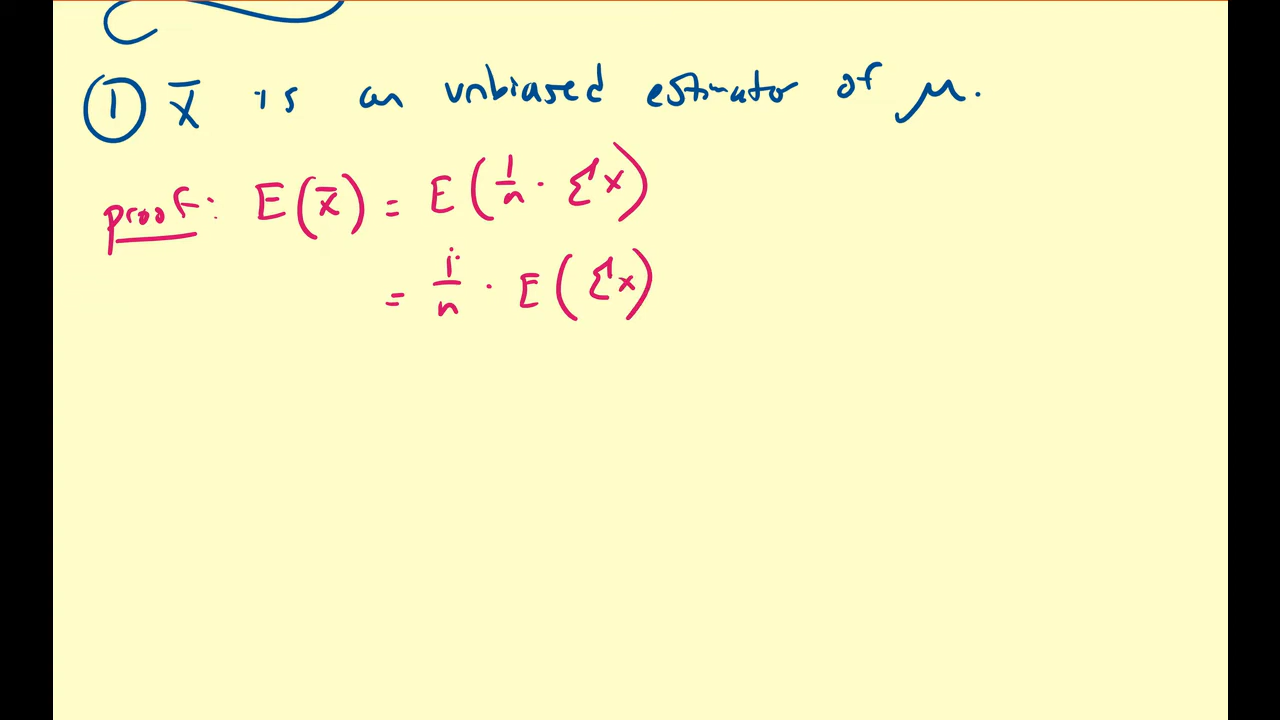 ① x̄ is an unbiased estimator of μ.
proof: E(x̄) = E(1/n · Σx)
= 1/n · E(Σx)